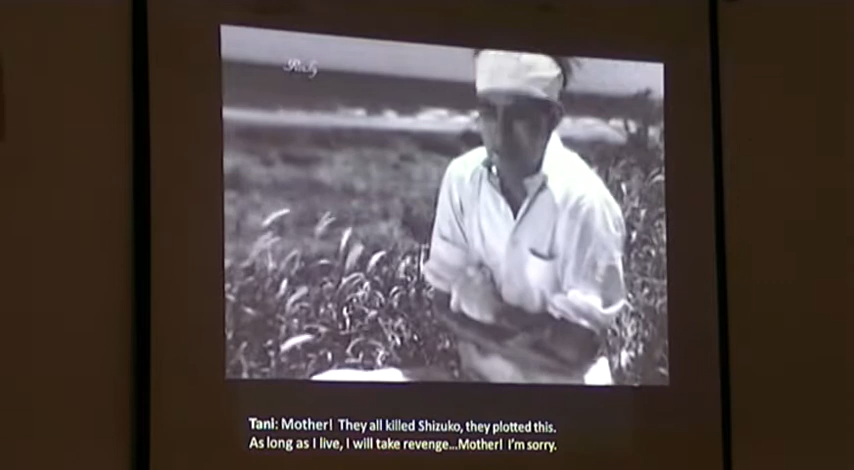 Tani: Mother! They all killed Shizuko, they plotted this.
As long as I live, I will take revenge...Mother! I'm sorry.